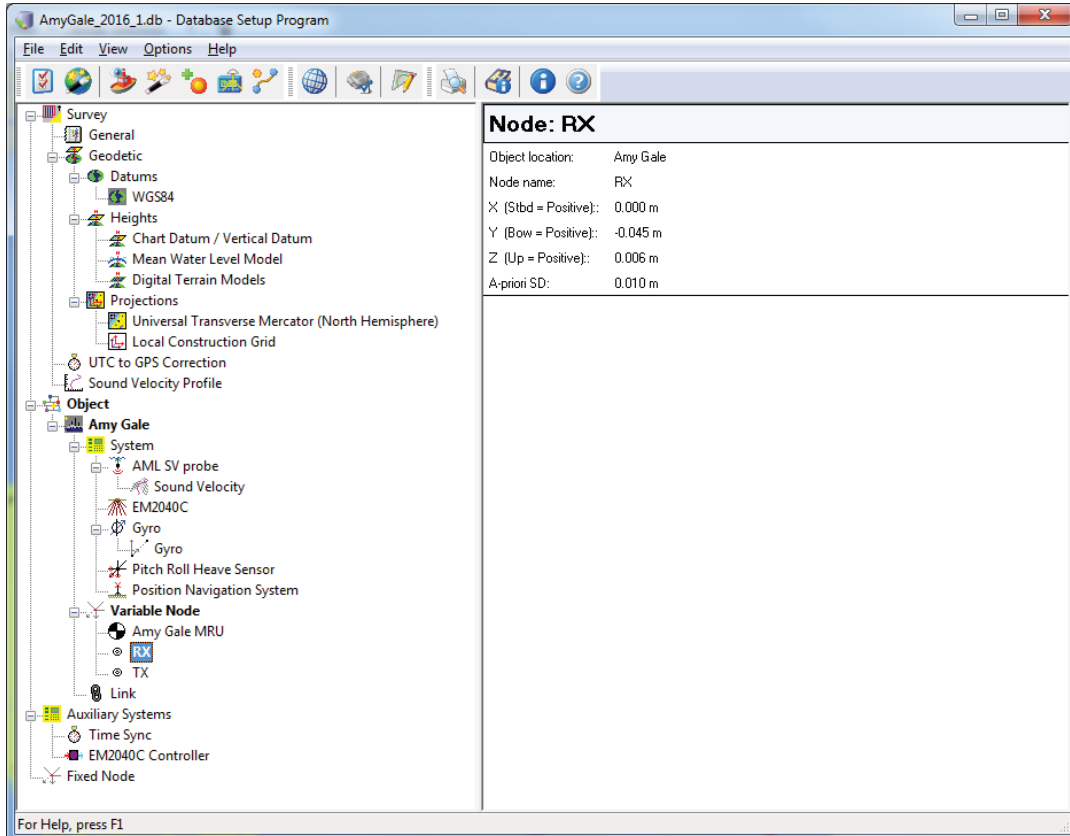 AmyGale_2016_1.db - Database Setup Program
File Edit View Options Help
Survey
General
Geodetic
Datums
WGS84
Heights
Chart Datum / Vertical Datum
Mean Water Level Model
Digital Terrain Models
Projections
Universal Transverse Mercator (North Hemisphere)
Local Construction Grid
UTC to GPS Correction
Sound Velocity Profile
Object
Amy Gale
System
AML SV probe
Sound Velocity
EM2040C
Gyro
Gyro
Pitch Roll Heave Sensor
Position Navigation System
Variable Node
Amy Gale MRU
RX
TX
Link
Auxiliary Systems
Time Sync
EM2040C Controller
Fixed Node
Node: RX
Object location: Amy Gale
Node name: RX
X (Stbd = Positive):: 0.000 m
Y (Bow = Positive):: -0.045 m
Z (Up = Positive):: 0.006 m
A-priori SD: 0.010 m
For Help, press F1